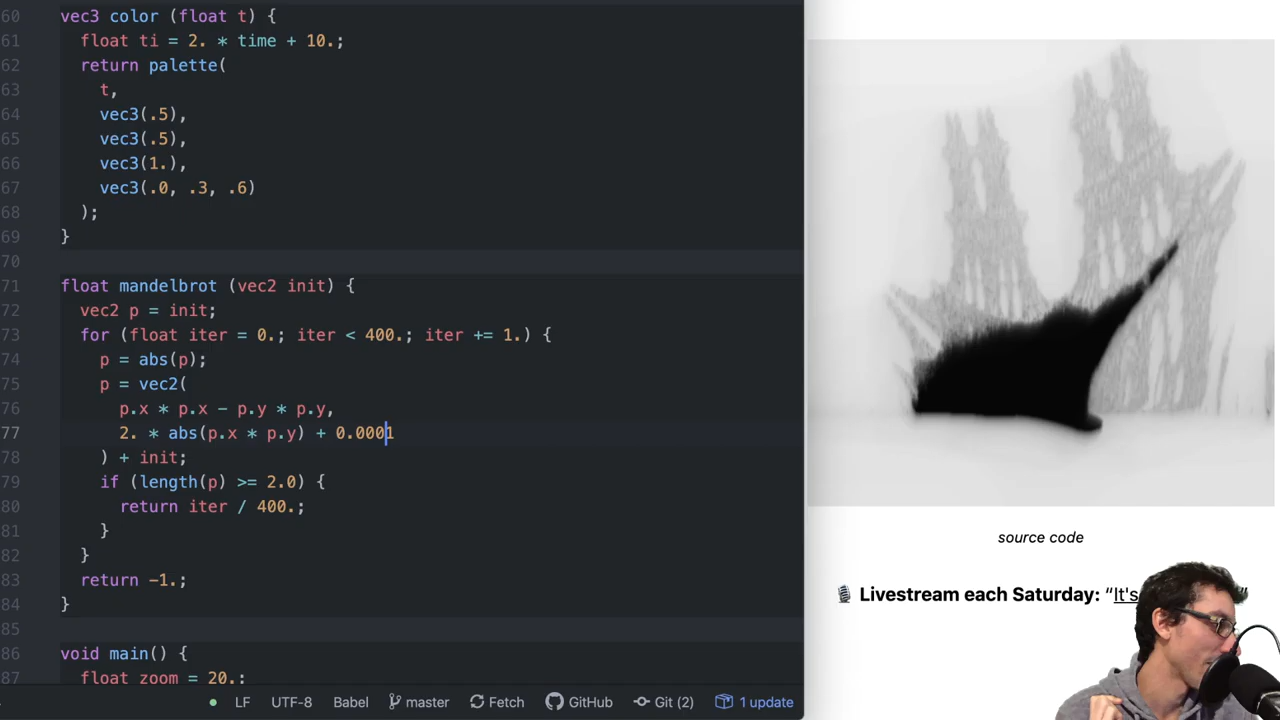 60 vec3 color (float t) {
61 float ti = 2. * time + 10.;
62 return palette(
63 t,
64 vec3(.5),
65 vec3(.5),
66 vec3(1.),
67 vec3(.0, .3, .6)
68 );
69 }
70
71 float mandelbrot (vec2 init) {
72 vec2 p = init;
73 for (float iter = 0.; iter < 400.; iter += 1.) {
74 p = abs(p);
75 p = vec2(
76 p.x * p.x - p.y * p.y,
77 2. * abs(p.x * p.y) + 0.0001
78 ) + init;
79 if (length(p) >= 2.0) {
80 return iter / 400.;
81 }
82 }
83 return -1.;
84 }
85
86 void main() {
87 float zoom = 20.;
LF UTF-8 Babel master Fetch GitHub Git (2) 1 update
source code
🎙️ Livestream each Saturday: “It's